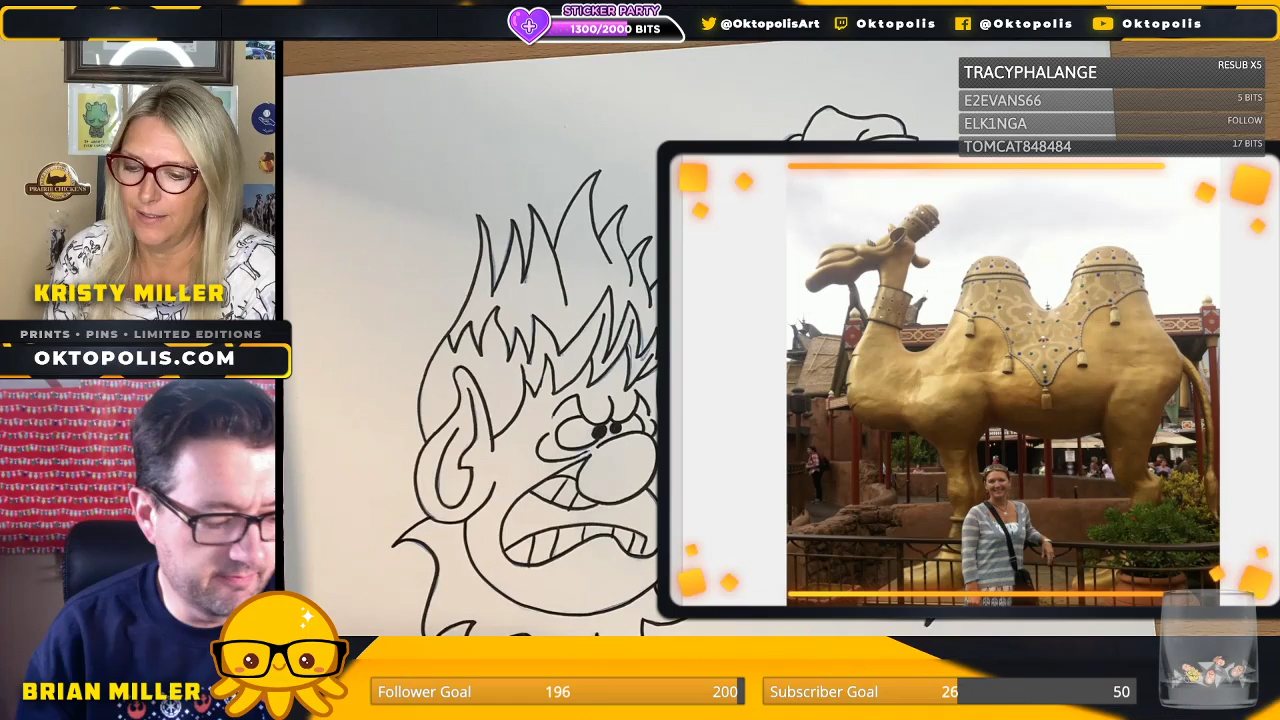 STICKER PARTY
1300/2000 BITS
@OktopolisArt
Oktopolis
@Oktopolis
Oktopolis
TRACYPHALANGE RESUB X5
E2EVANS66 5 BITS
ELK1NGA FOLLOW
TOMCAT848484 17 BITS
PRAIRIE CHICKENS
KRISTY MILLER
PRINTS • PINS • LIMITED EDITIONS
OKTOPOLIS.COM
BRIAN MILLER
Follower Goal 196 200
Subscriber Goal 26 50